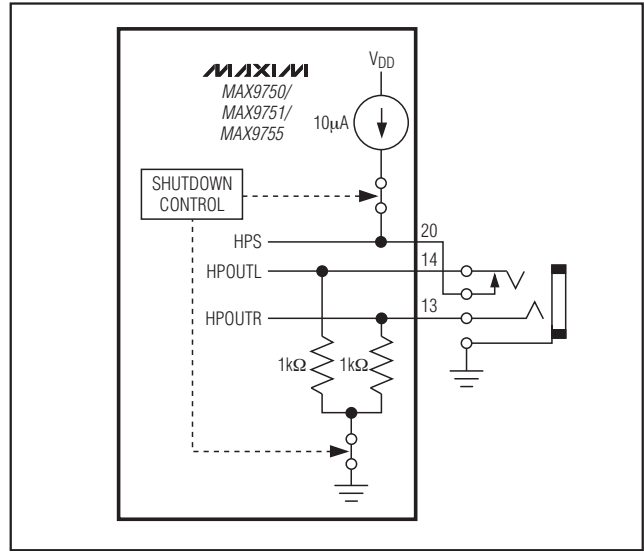 MAXIM
MAX9750/
MAX9751/
MAX9755
VDD
10μA
SHUTDOWN
CONTROL
HPS
20
HPOUTL
14
HPOUTR
13
1kΩ
1kΩ